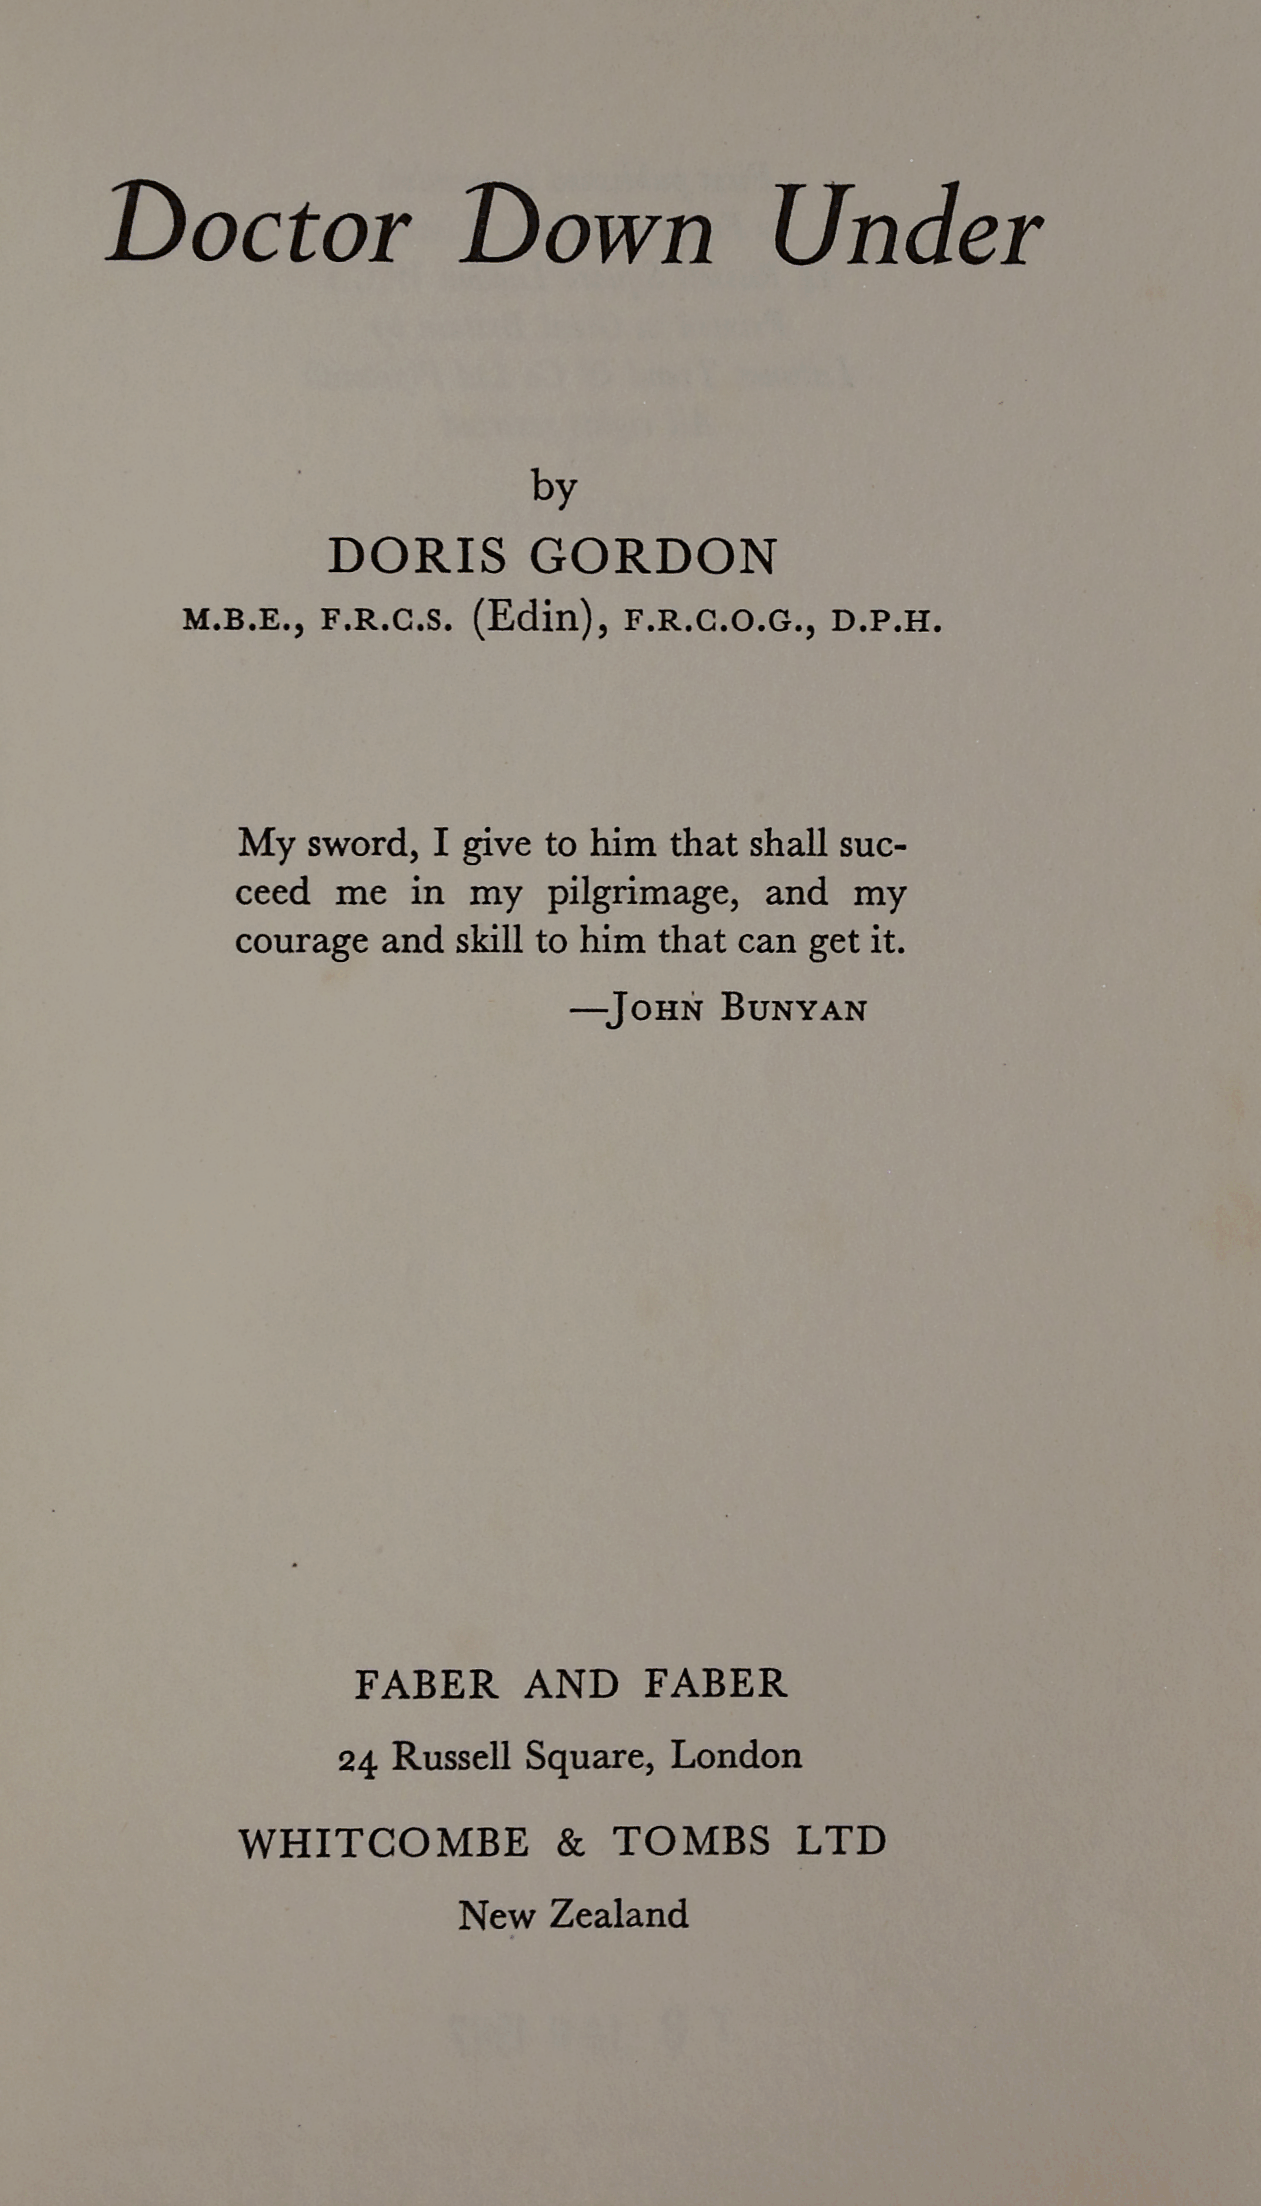 Doctor Down Under
by
DORIS GORDON
M.B.E., F.R.C.S. (Edin), F.R.C.O.G., D.P.H.
My sword, I give to him that shall suc-
ceed me in my pilgrimage, and my
courage and skill to him that can get it.
—JOHN BUNYAN
FABER AND FABER
24 Russell Square, London
WHITCOMBE & TOMBS LTD
New Zealand